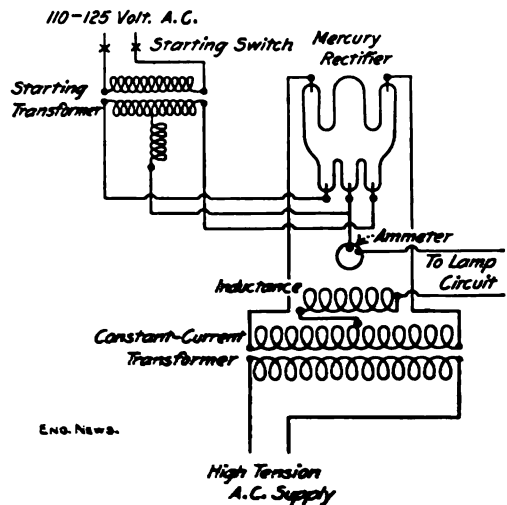 110-125 Volt. A.C.
Starting Switch
Mercury
Rectifier
Starting
Transformer
Ammeter
To Lamp
Circuit
Inductance
Constant-Current
Transformer
ENG. NEWS.
High Tension
A.C. Supply